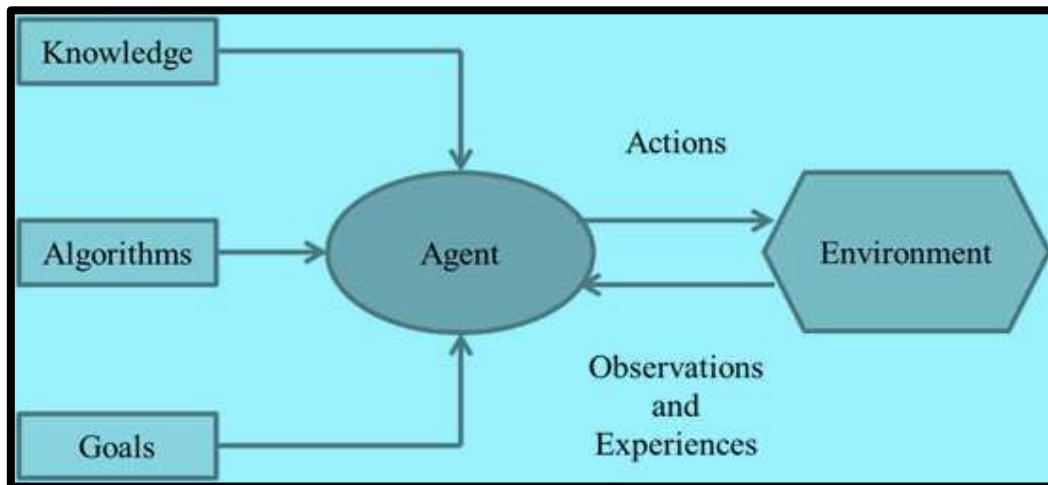 Knowledge
Actions
Algorithms
Agent
Environment
Observations
and
Experiences
Goals